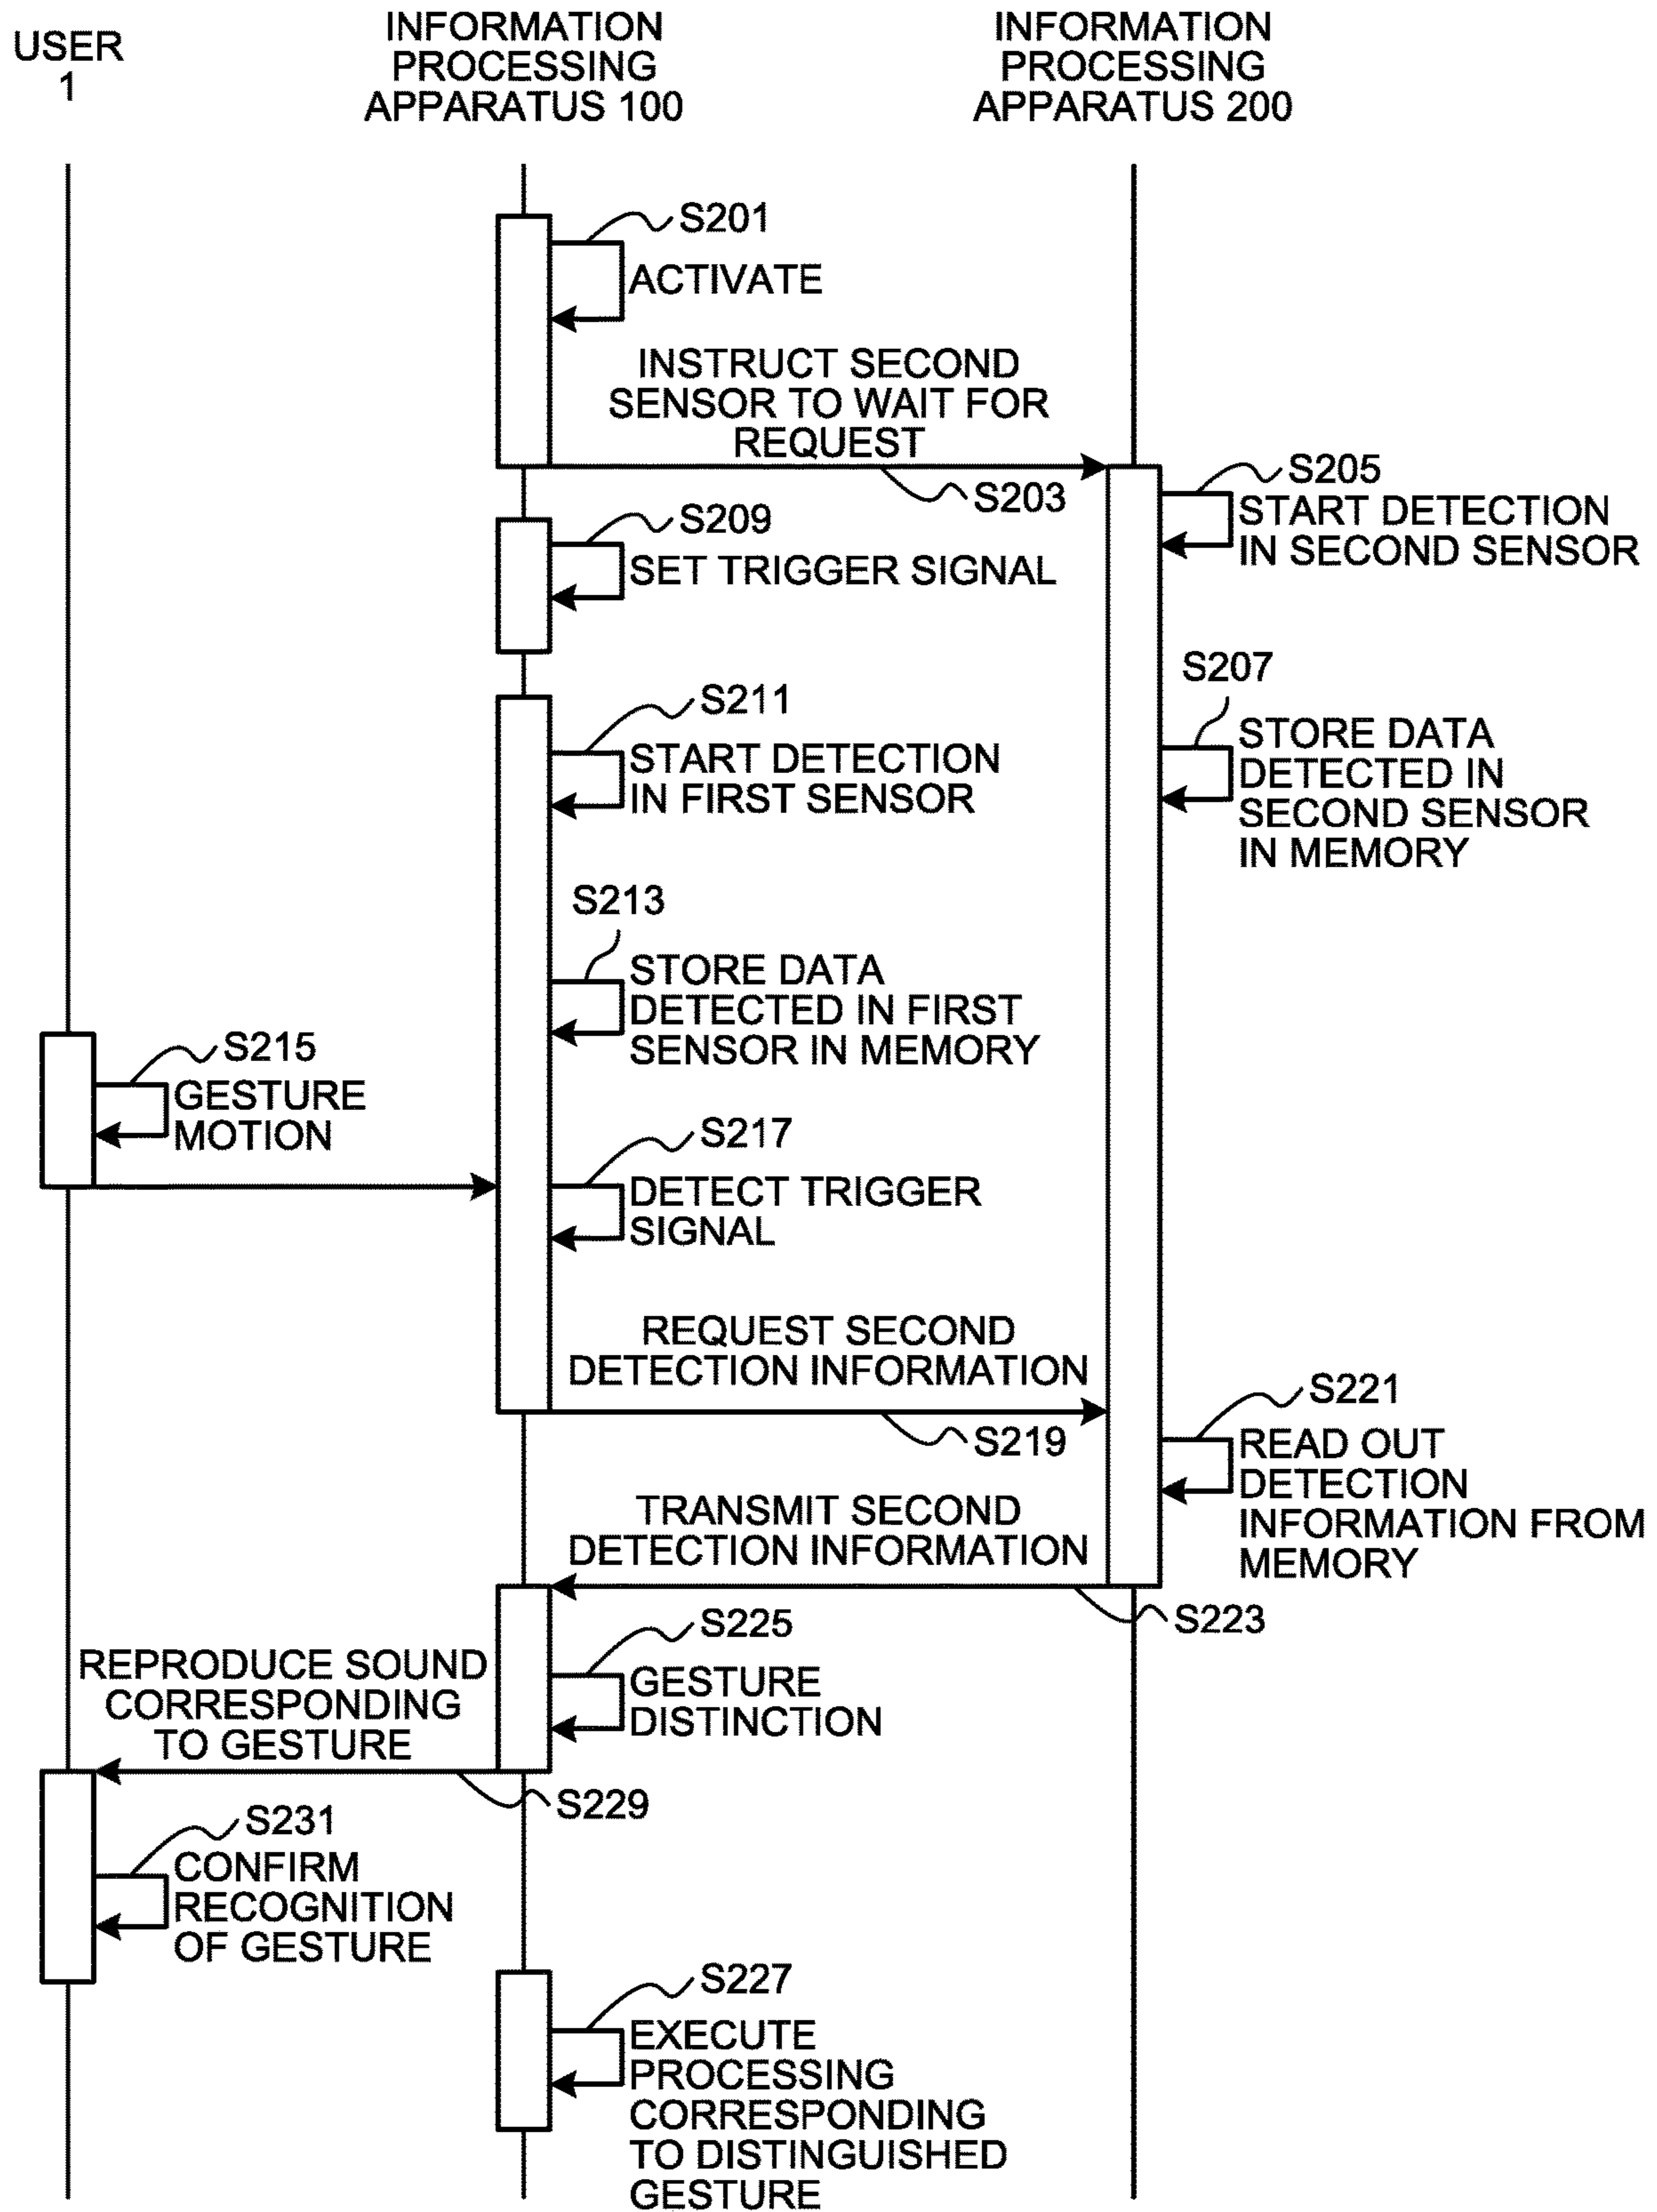 USER
1
INFORMATION
PROCESSING
APPARATUS 100
INFORMATION
PROCESSING
APPARATUS 200
S201
ACTIVATE
INSTRUCT SECOND
SENSOR TO WAIT FOR
REQUEST
S203
S205
START DETECTION
IN SECOND SENSOR
S209
SET TRIGGER SIGNAL
S207
STORE DATA
DETECTED IN
SECOND SENSOR
IN MEMORY
S211
START DETECTION
IN FIRST SENSOR
S213
STORE DATA
DETECTED IN FIRST
SENSOR IN MEMORY
S215
GESTURE
MOTION
S217
DETECT TRIGGER
SIGNAL
REQUEST SECOND
DETECTION INFORMATION
S219
S221
READ OUT
DETECTION
INFORMATION FROM
MEMORY
TRANSMIT SECOND
DETECTION INFORMATION
S223
S225
GESTURE
DISTINCTION
REPRODUCE SOUND
CORRESPONDING
TO GESTURE
S229
S231
CONFIRM
RECOGNITION
OF GESTURE
S227
EXECUTE
PROCESSING
CORRESPONDING
TO DISTINGUISHED
GESTURE